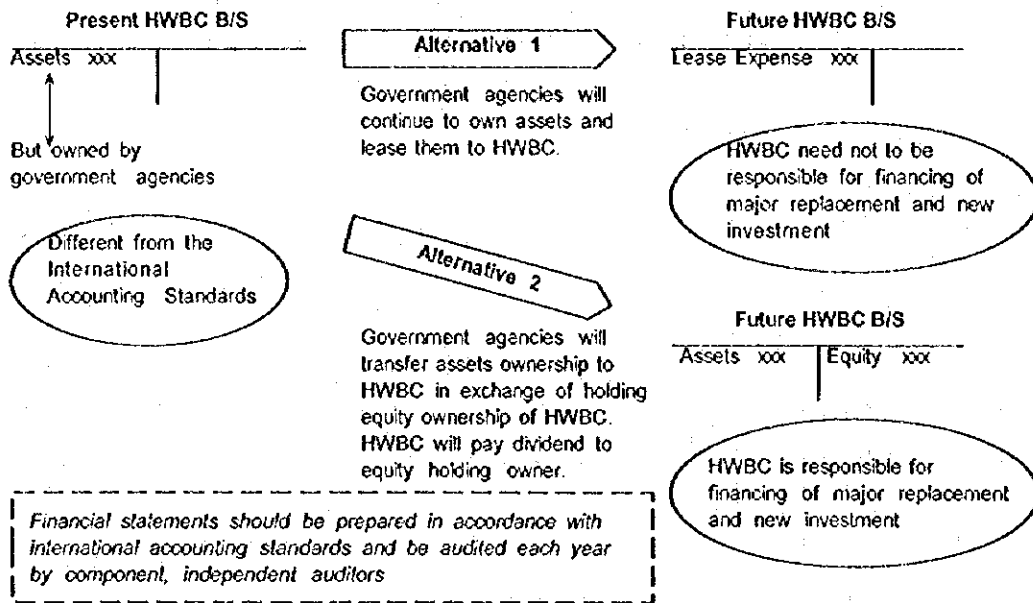 Present HWBC B/S
Assets xxx
But owned by
government agencies
Different from the
International
Accounting Standards
Alternative 1
Government agencies will
continue to own assets and
lease them to HWBC.
Future HWBC B/S
Lease Expense xxx
HWBC need not to be
responsible for financing of
major replacement and new
investment
Alternative 2
Government agencies will
transfer assets ownership to
HWBC in exchange of holding
equity ownership of HWBC.
HWBC will pay dividend to
equity holding owner.
Future HWBC B/S
Assets xxx Equity xxx
HWBC is responsible for
financing of major replacement
and new investment
Financial statements should be prepared in accordance with
international accounting standards and be audited each year
by component, independent auditors